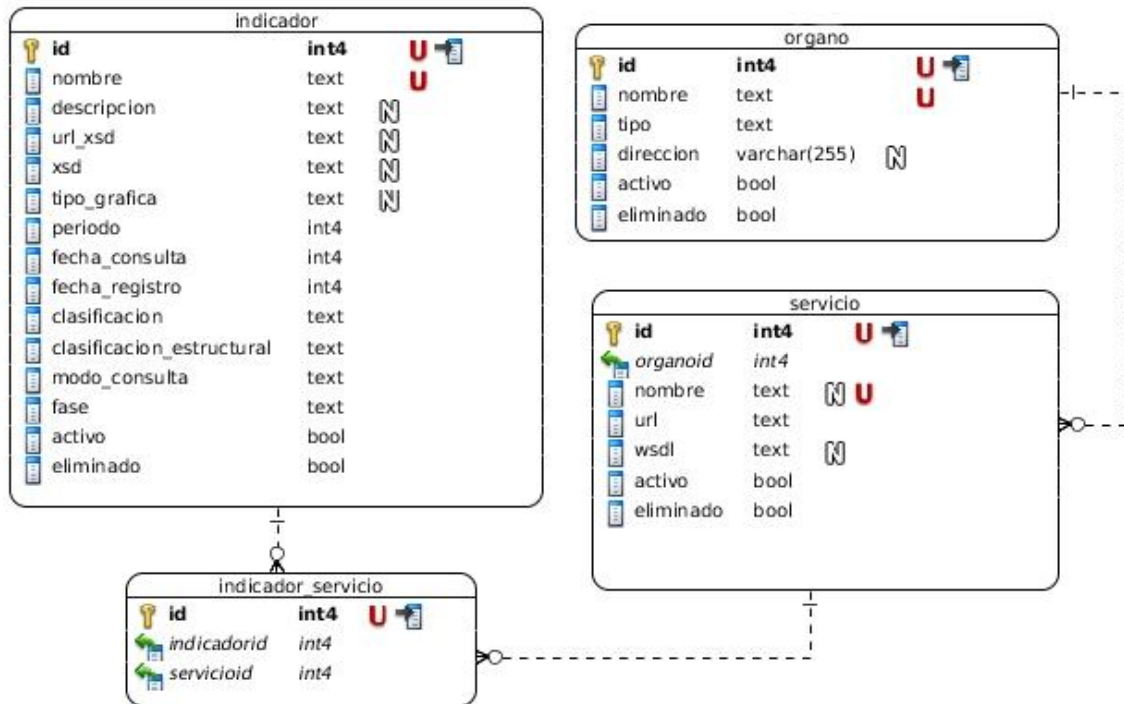 indicador
id int4 U
nombre text U
descripcion text N
url_xsd text N
xsd text N
tipo_grafica text N
periodo int4
fecha_consulta int4
fecha_registro int4
clasificacion text
clasificacion_estructural text
modo_consulta text
fase text
activo bool
eliminado bool
organo
id int4 U
nombre text U
tipo text
direccion varchar(255) N
activo bool
eliminado bool
servicio
id int4 U
organoid int4
nombre text N U
url text
wsdl text N
activo bool
eliminado bool
indicador_servicio
id int4 U
indicadorid int4
servicioid int4